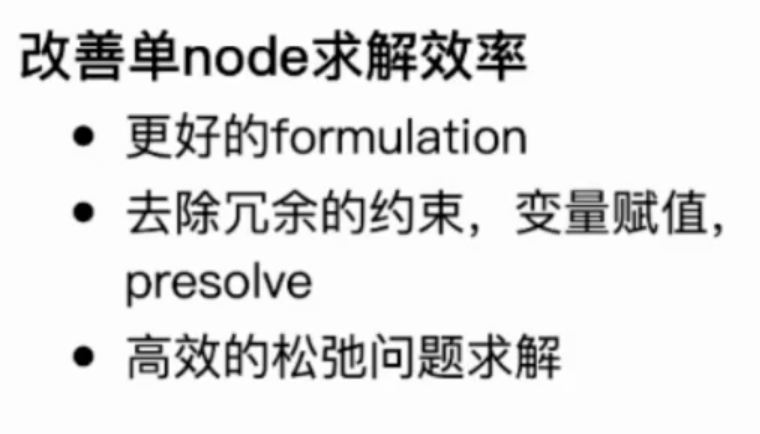 改善单node求解效率
● 更好的formulation
● 去除冗余的约束，变量赋值，
presolve
● 高效的松弛问题求解